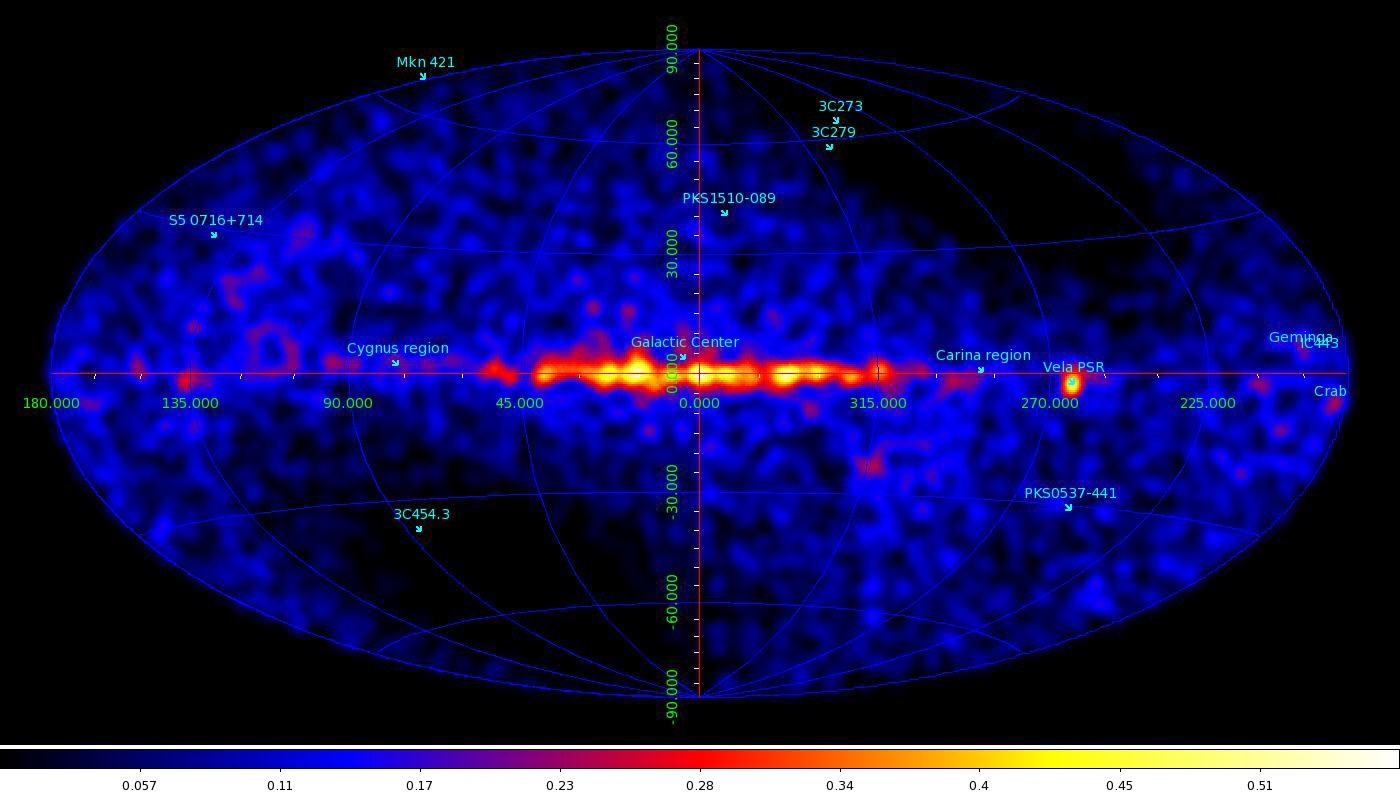 90.000
Mkn 421
3C273
3C279
60.000
PKS1510-089
S5 0716+714
30.000
Cygnus region
Galactic Center
Carina region
Vela PSR
Geminga
IC443
Crab
0.000
180.000
135.000
90.000
45.000
0.000
315.000
270.000
225.000
-30.000
PKS0537-441
3C454.3
-60.000
-90.000
0.057
0.11
0.17
0.23
0.28
0.34
0.4
0.45
0.51